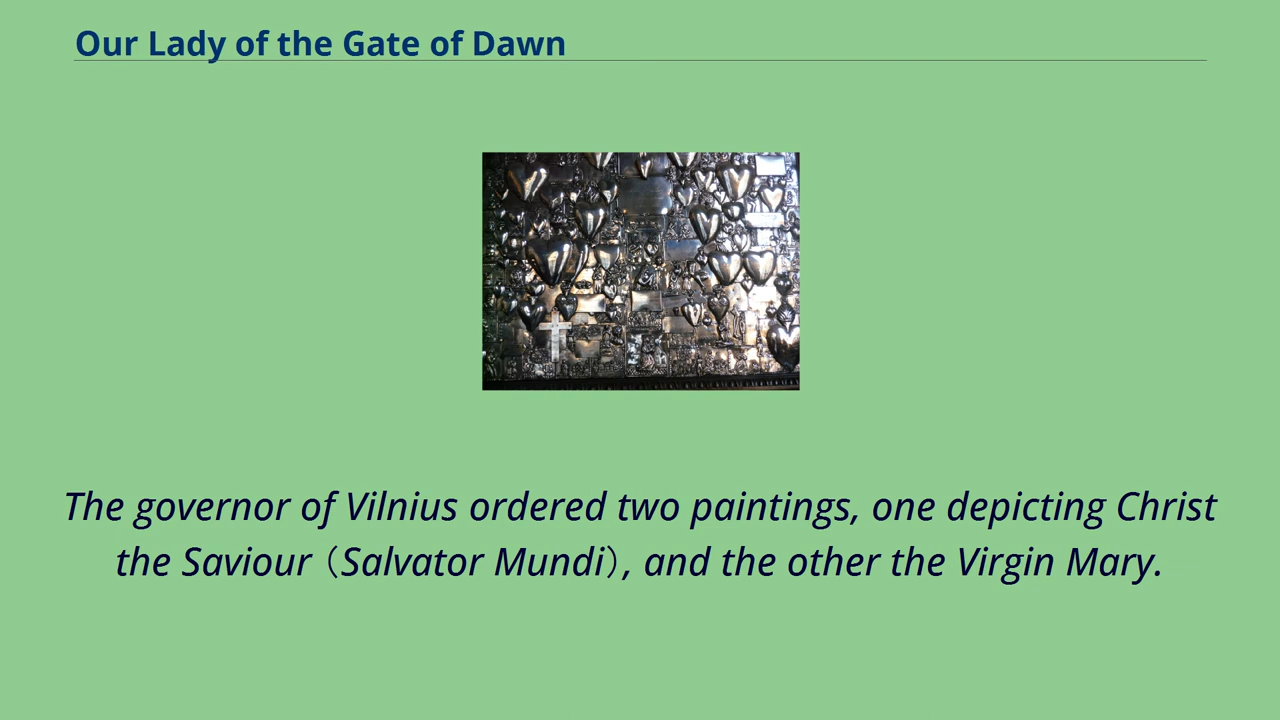 Our Lady of the Gate of Dawn
The governor of Vilnius ordered two paintings, one depicting Christ
the Saviour (Salvator Mundi), and the other the Virgin Mary.